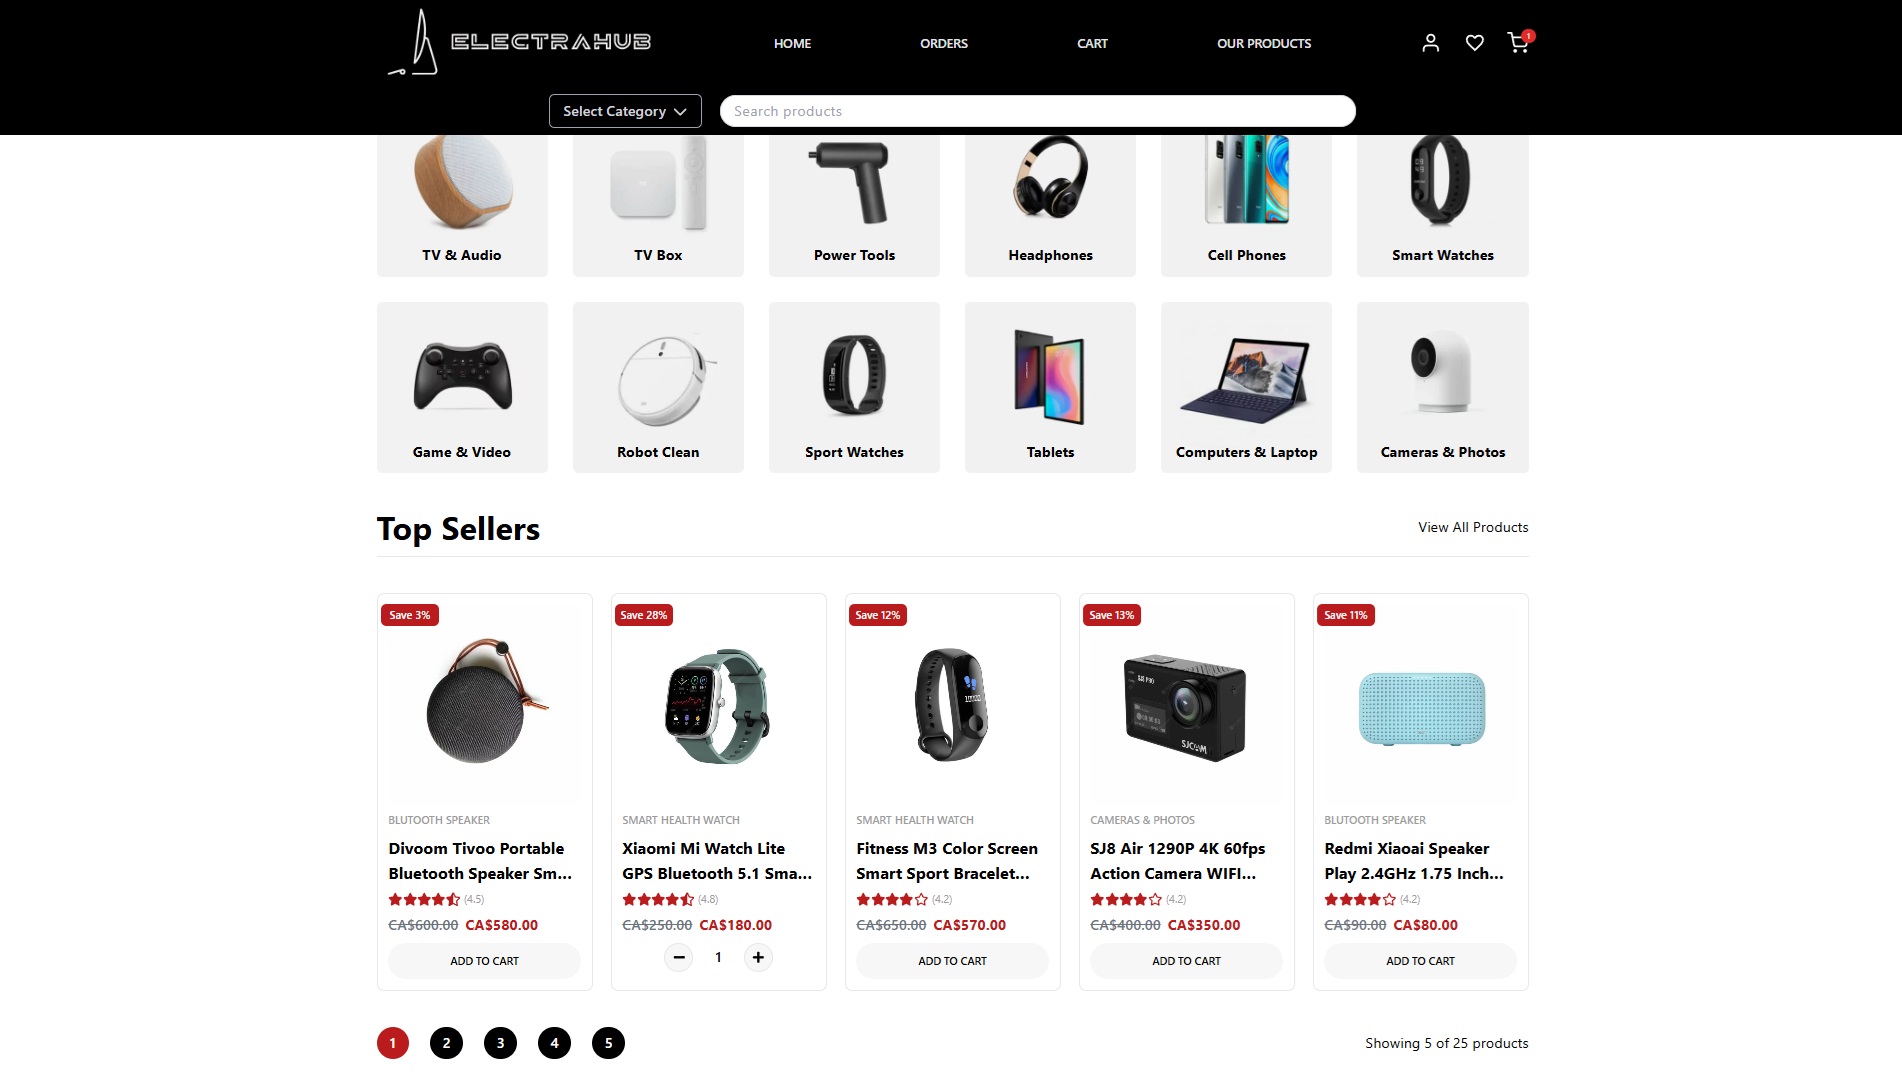 ELECTRAHUB
HOME
ORDERS
CART
OUR PRODUCTS
1
Select Category
Search products
TV & Audio
TV Box
Power Tools
Headphones
Cell Phones
Smart Watches
Game & Video
Robot Clean
Sport Watches
Tablets
Computers & Laptop
Cameras & Photos
Top Sellers
View All Products
Save 3%
BLUTOOTH SPEAKER
Divoom Tivoo Portable
Bluetooth Speaker Sm...
(4.5)
CA$600.00 CA$580.00
ADD TO CART
Save 28%
SMART HEALTH WATCH
Xiaomi Mi Watch Lite
GPS Bluetooth 5.1 Sma...
(4.8)
CA$250.00 CA$180.00
1
Save 12%
SMART HEALTH WATCH
Fitness M3 Color Screen
Smart Sport Bracelet...
(4.2)
CA$650.00 CA$570.00
ADD TO CART
Save 13%
SJCAM
CAMERAS & PHOTOS
SJ8 Air 1290P 4K 60fps
Action Camera WIFI...
(4.2)
CA$400.00 CA$350.00
ADD TO CART
Save 11%
BLUTOOTH SPEAKER
Redmi Xiaoai Speaker
Play 2.4GHz 1.75 Inch...
(4.2)
CA$90.00 CA$80.00
ADD TO CART
1 2 3 4 5
Showing 5 of 25 products